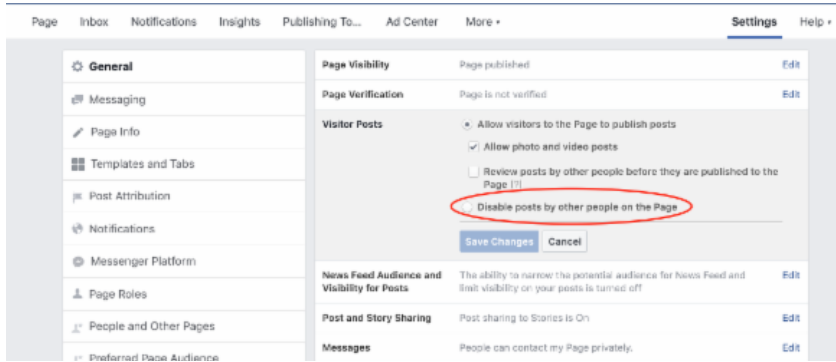 Page Inbox Notifications Insights Publishing To... Ad Center More Settings Help
General
Messaging
Page Info
Templates and Tabs
Post Attribution
Notifications
Messenger Platform
Page Roles
People and Other Pages
Preferred Page Audience
Page Visibility Page published Edit
Page Verification Page is not verified Edit
Visitor Posts Allow visitors to the Page to publish posts
Allow photo and video posts
Review posts by other people before they are published to the
Page [?]
Disable posts by other people on the Page
Save Changes Cancel
News Feed Audience and The ability to narrow the potential audience for News Feed and Edit
Visibility for Posts limit visibility on your posts is turned off
Post and Story Sharing Post sharing to Stories is On Edit
Messages People can contact my Page privately. Edit